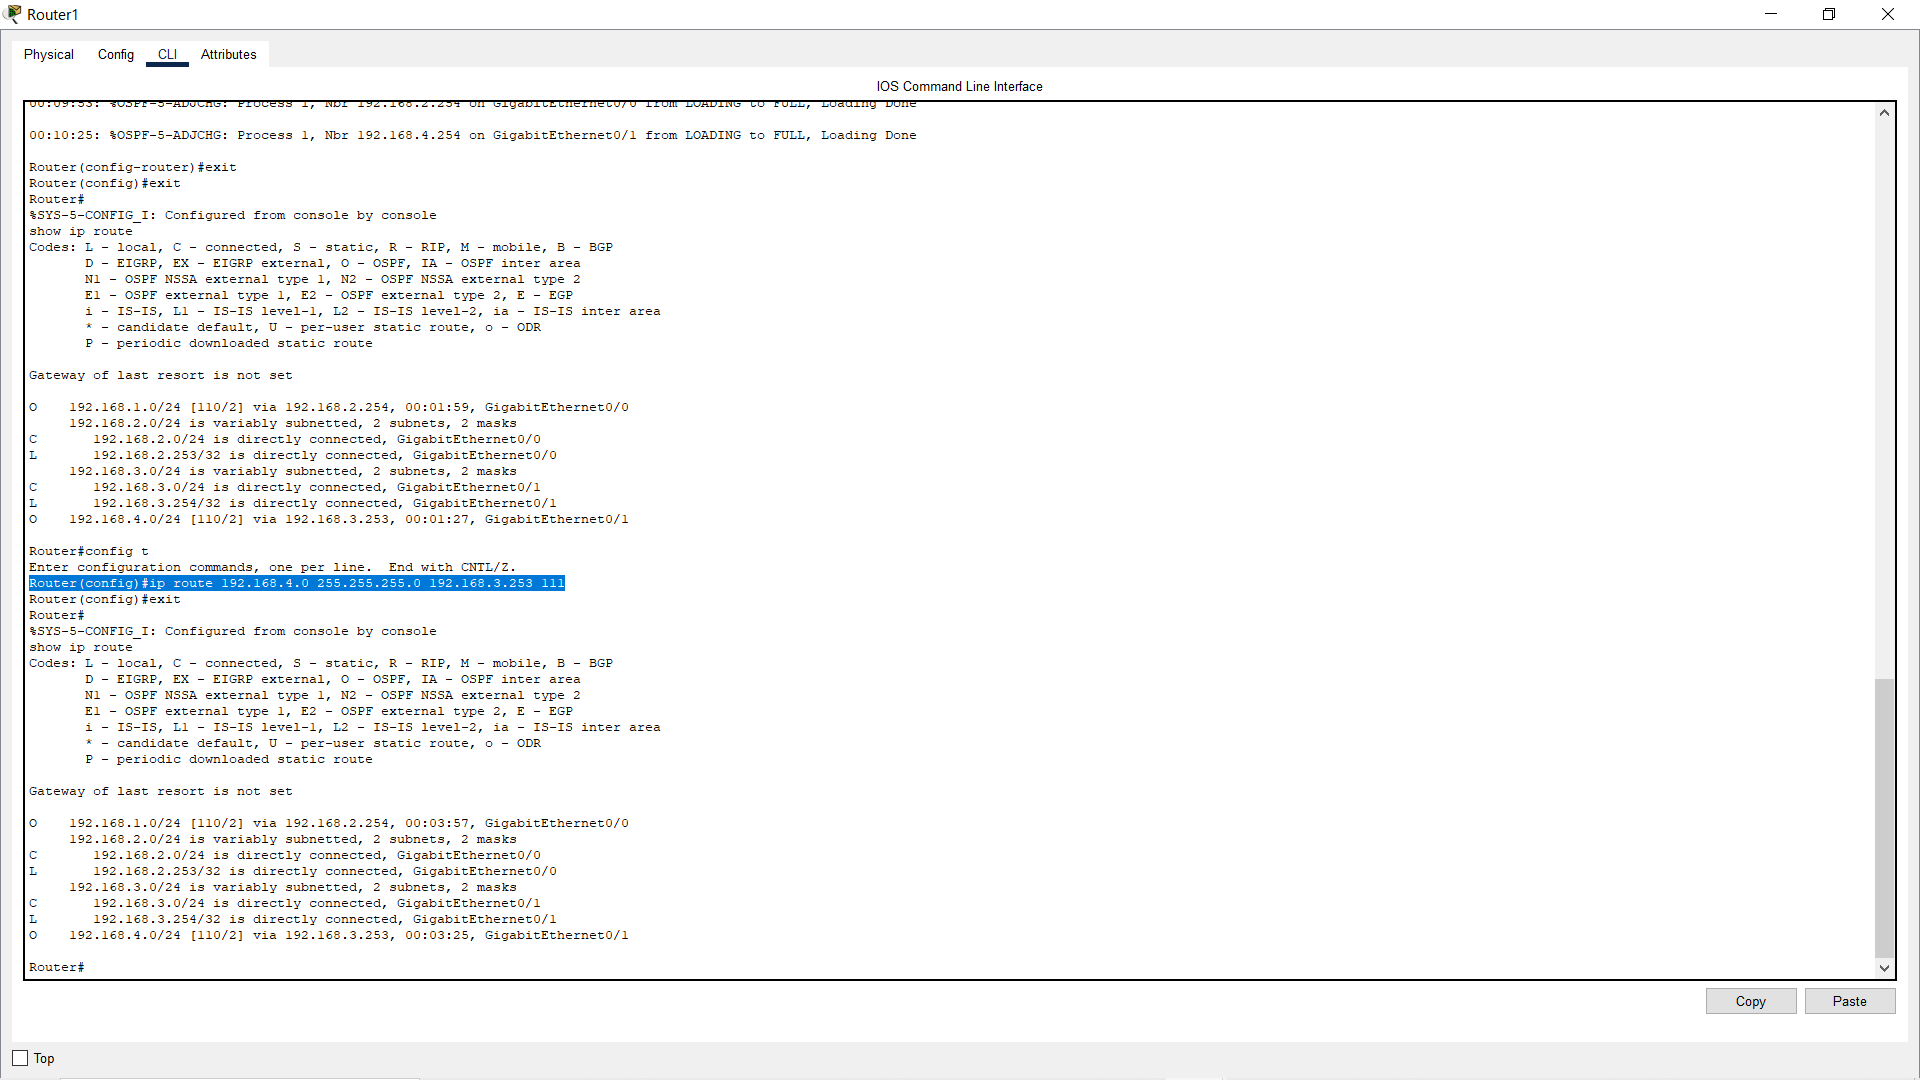 Router1
Physical Config CLI Attributes
IOS Command Line Interface
00:09:53: %OSPF-5-ADJCHG: Process 1, Nbr 192.168.2.254 on GigabitEthernet0/0 from LOADING to FULL, Loading Done
00:10:25: %OSPF-5-ADJCHG: Process 1, Nbr 192.168.4.254 on GigabitEthernet0/1 from LOADING to FULL, Loading Done
Router(config-router)#exit
Router(config)#exit
Router#
%SYS-5-CONFIG_I: Configured from console by console
show ip route
Codes: L - local, C - connected, S - static, R - RIP, M - mobile, B - BGP
D - EIGRP, EX - EIGRP external, O - OSPF, IA - OSPF inter area
N1 - OSPF NSSA external type 1, N2 - OSPF NSSA external type 2
E1 - OSPF external type 1, E2 - OSPF external type 2, E - EGP
i - IS-IS, L1 - IS-IS level-1, L2 - IS-IS level-2, ia - IS-IS inter area
* - candidate default, U - per-user static route, o - ODR
P - periodic downloaded static route
Gateway of last resort is not set
O 192.168.1.0/24 [110/2] via 192.168.2.254, 00:01:59, GigabitEthernet0/0
192.168.2.0/24 is variably subnetted, 2 subnets, 2 masks
C 192.168.2.0/24 is directly connected, GigabitEthernet0/0
L 192.168.2.253/32 is directly connected, GigabitEthernet0/0
192.168.3.0/24 is variably subnetted, 2 subnets, 2 masks
C 192.168.3.0/24 is directly connected, GigabitEthernet0/1
L 192.168.3.254/32 is directly connected, GigabitEthernet0/1
O 192.168.4.0/24 [110/2] via 192.168.3.253, 00:01:27, GigabitEthernet0/1
Router#config t
Enter configuration commands, one per line. End with CNTL/Z.
Router(config)#ip route 192.168.4.0 255.255.255.0 192.168.3.253 111
Router(config)#exit
Router#
%SYS-5-CONFIG_I: Configured from console by console
show ip route
Codes: L - local, C - connected, S - static, R - RIP, M - mobile, B - BGP
D - EIGRP, EX - EIGRP external, O - OSPF, IA - OSPF inter area
N1 - OSPF NSSA external type 1, N2 - OSPF NSSA external type 2
E1 - OSPF external type 1, E2 - OSPF external type 2, E - EGP
i - IS-IS, L1 - IS-IS level-1, L2 - IS-IS level-2, ia - IS-IS inter area
* - candidate default, U - per-user static route, o - ODR
P - periodic downloaded static route
Gateway of last resort is not set
O 192.168.1.0/24 [110/2] via 192.168.2.254, 00:03:57, GigabitEthernet0/0
192.168.2.0/24 is variably subnetted, 2 subnets, 2 masks
C 192.168.2.0/24 is directly connected, GigabitEthernet0/0
L 192.168.2.253/32 is directly connected, GigabitEthernet0/0
192.168.3.0/24 is variably subnetted, 2 subnets, 2 masks
C 192.168.3.0/24 is directly connected, GigabitEthernet0/1
L 192.168.3.254/32 is directly connected, GigabitEthernet0/1
O 192.168.4.0/24 [110/2] via 192.168.3.253, 00:03:25, GigabitEthernet0/1
Router#
Copy Paste
Top